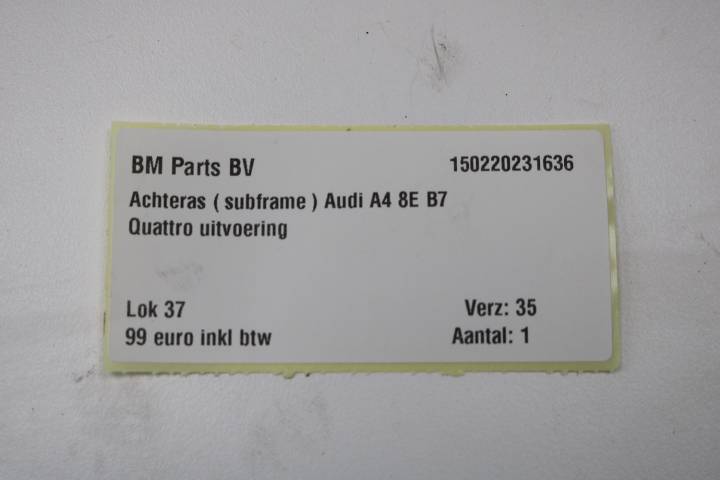 BM Parts BV 150220231636
Achteras ( subframe ) Audi A4 8E B7
Quattro uitvoering
Lok 37 Verz: 35
99 euro inkl btw Aantal: 1